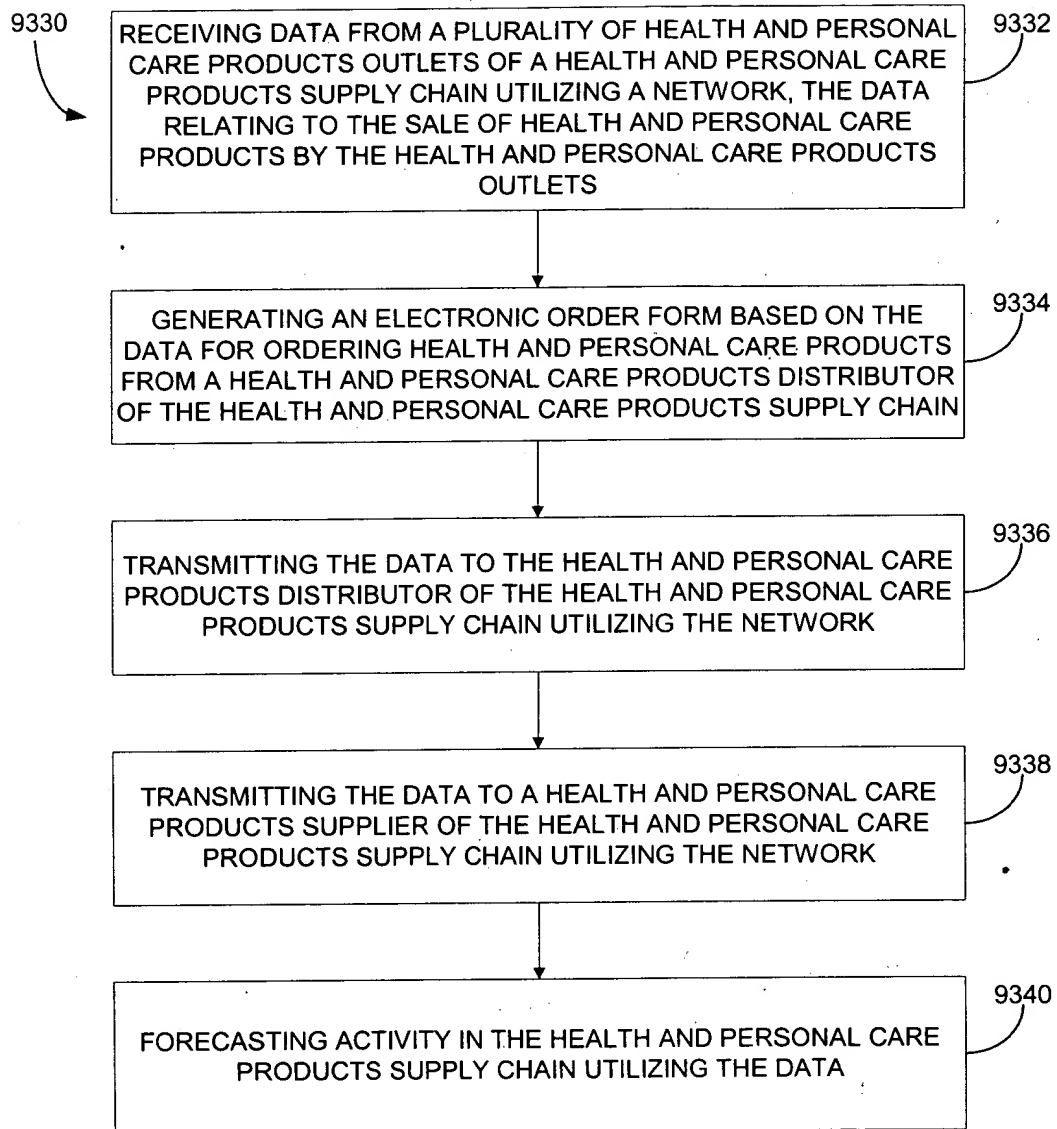 9330
RECEIVING DATA FROM A PLURALITY OF HEALTH AND PERSONAL
CARE PRODUCTS OUTLETS OF A HEALTH AND PERSONAL CARE
PRODUCTS SUPPLY CHAIN UTILIZING A NETWORK, THE DATA
RELATING TO THE SALE OF HEALTH AND PERSONAL CARE
PRODUCTS BY THE HEALTH AND PERSONAL CARE PRODUCTS
OUTLETS
9332
GENERATING AN ELECTRONIC ORDER FORM BASED ON THE
DATA FOR ORDERING HEALTH AND PERSONAL CARE PRODUCTS
FROM A HEALTH AND PERSONAL CARE PRODUCTS DISTRIBUTOR
OF THE HEALTH AND PERSONAL CARE PRODUCTS SUPPLY CHAIN
9334
TRANSMITTING THE DATA TO THE HEALTH AND PERSONAL CARE
PRODUCTS DISTRIBUTOR OF THE HEALTH AND PERSONAL CARE
PRODUCTS SUPPLY CHAIN UTILIZING THE NETWORK
9336
TRANSMITTING THE DATA TO A HEALTH AND PERSONAL CARE
PRODUCTS SUPPLIER OF THE HEALTH AND PERSONAL CARE
PRODUCTS SUPPLY CHAIN UTILIZING THE NETWORK
9338
FORECASTING ACTIVITY IN THE HEALTH AND PERSONAL CARE
PRODUCTS SUPPLY CHAIN UTILIZING THE DATA
9340